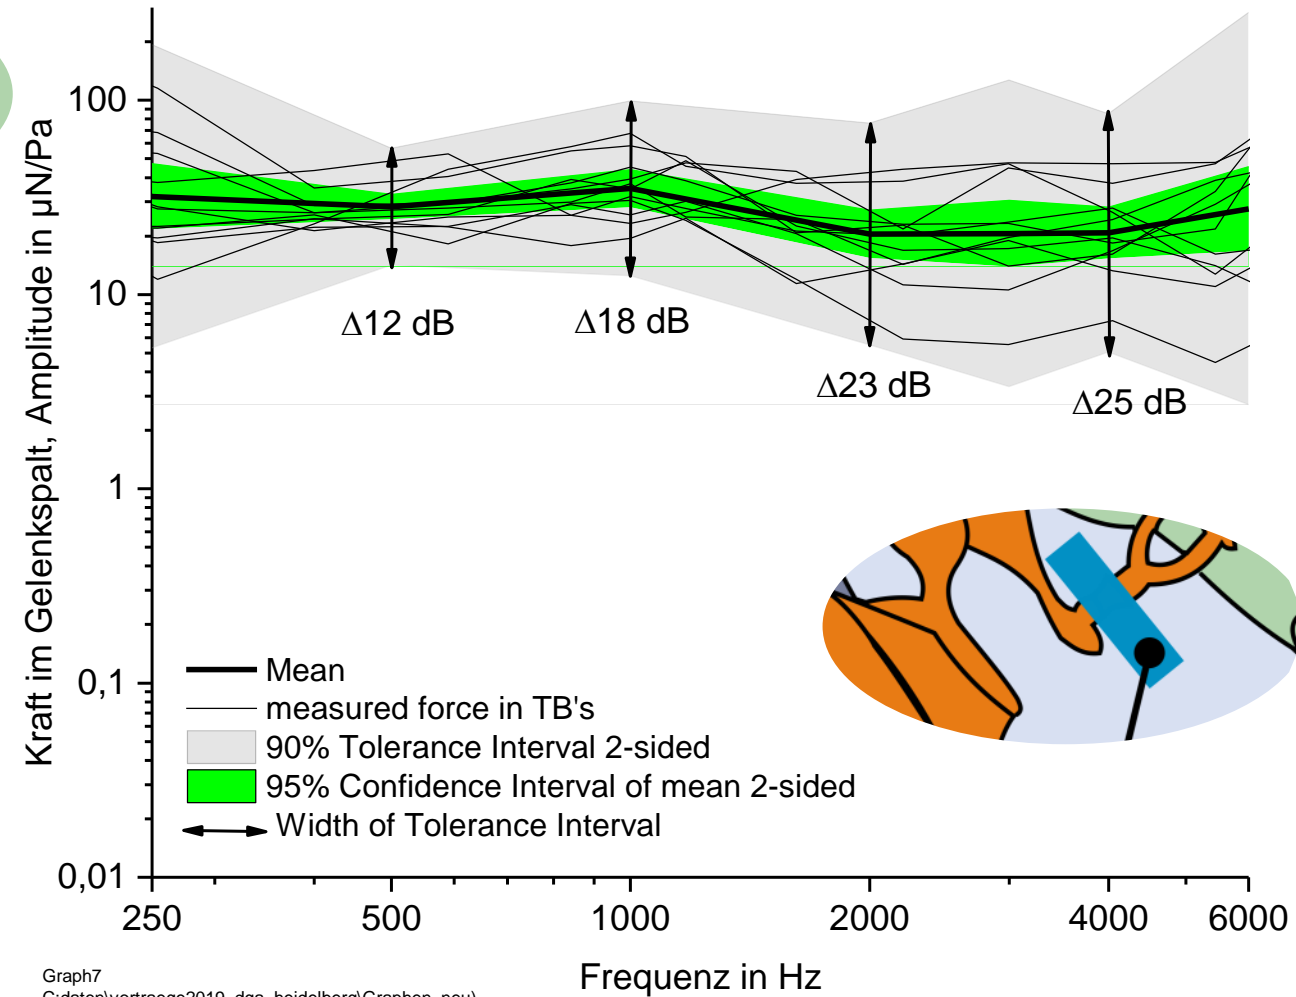 Kraft im Gelenkspalt, Amplitude in µN/Pa
100
10
1
0,1
0,01
Δ12 dB
Δ18 dB
Δ23 dB
Δ25 dB
Mean
measured force in TB's
90% Tolerance Interval 2-sided
95% Confidence Interval of mean 2-sided
Width of Tolerance Interval
250
500
1000
2000
4000
6000
Frequenz in Hz
Graph7